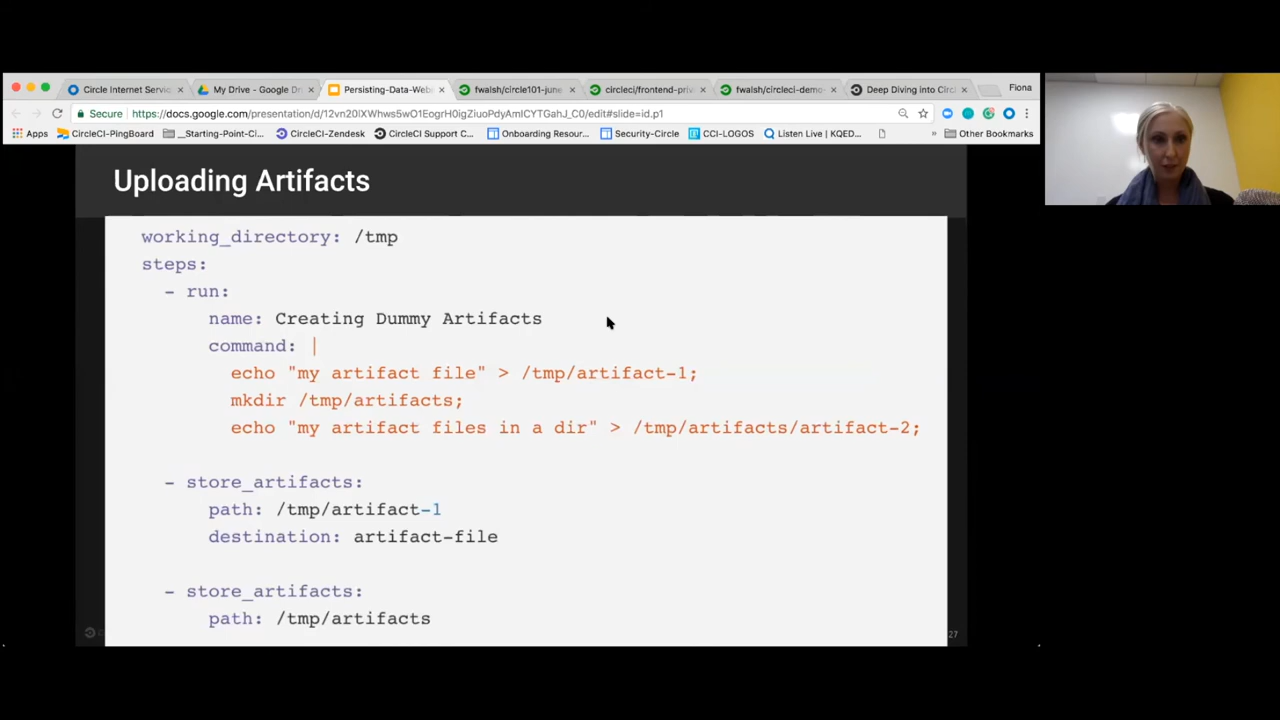 Circle Internet Servic
My Drive - Google Dri
Persisting-Data-Webi
fwalsh/circle101-june
circleci/frontend-priv
fwalsh/circleci-demo-
Deep Diving into Circl
Fiona
Secure
https://docs.google.com/presentation/d/12vn20lXWhws5wO1EogrH0igZiuoPdyAmICYTGahJ_C0/edit#slide=id.p1
Apps
CircleCI-PingBoard
__Starting-Point-Ci
CircleCI-Zendesk
CircleCI Support C...
Onboarding Resour...
Security-Circle
CCI-LOGOS
Listen Live | KQED...
»
Other Bookmarks
Uploading Artifacts
working_directory: /tmp
steps:
- run:
name: Creating Dummy Artifacts
command: |
echo "my artifact file" > /tmp/artifact-1;
mkdir /tmp/artifacts;
echo "my artifact files in a dir" > /tmp/artifacts/artifact-2;
- store_artifacts:
path: /tmp/artifact-1
destination: artifact-file
- store_artifacts:
path: /tmp/artifacts
27